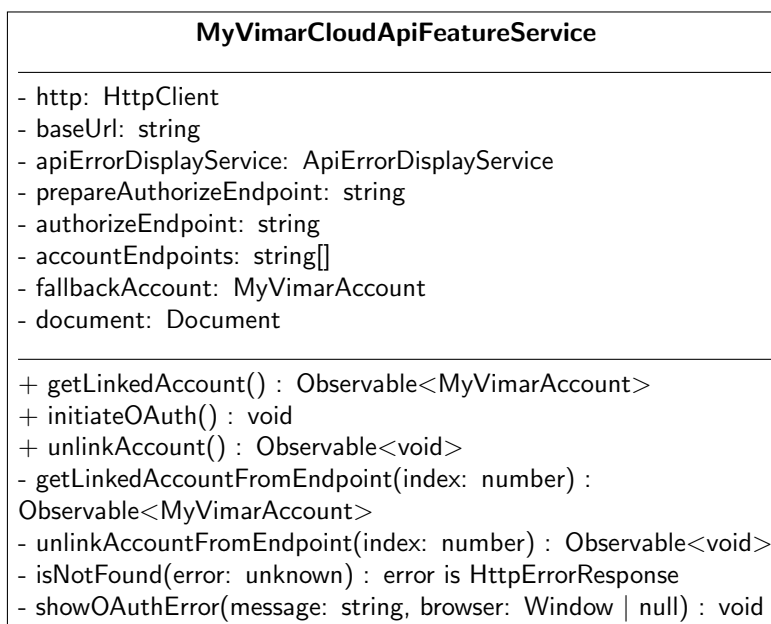 MyVimarCloudApiFeatureService
- http: HttpClient
- baseUrl: string
- apiErrorDisplayService: ApiErrorDisplayService
- prepareAuthorizeEndpoint: string
- authorizeEndpoint: string
- accountEndpoints: string[]
- fallbackAccount: MyVimarAccount
- document: Document
+ getLinkedAccount() : Observable<MyVimarAccount>
+ initiateOAuth() : void
+ unlinkAccount() : Observable<void>
- getLinkedAccountFromEndpoint(index: number) :
Observable<MyVimarAccount>
- unlinkAccountFromEndpoint(index: number) : Observable<void>
- isNotFound(error: unknown) : error is HttpErrorResponse
- showOAuthError(message: string, browser: Window | null) : void